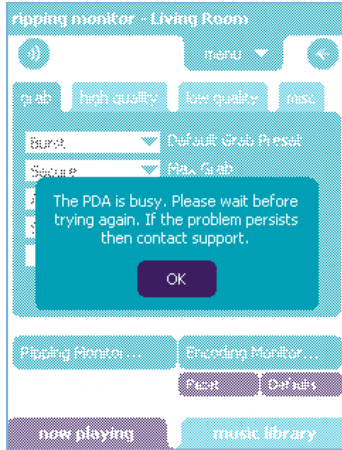 ripping monitor - Living Room
menu
grab
high quality
low quality
misc
Burst
Default Grab Preset
Secure
Max Grab
The PDA is busy. Please wait before
trying again. If the problem persists
then contact support.
OK
Ripping Monitor...
Encoding Monitor...
Reset
Defaults
now playing
music library